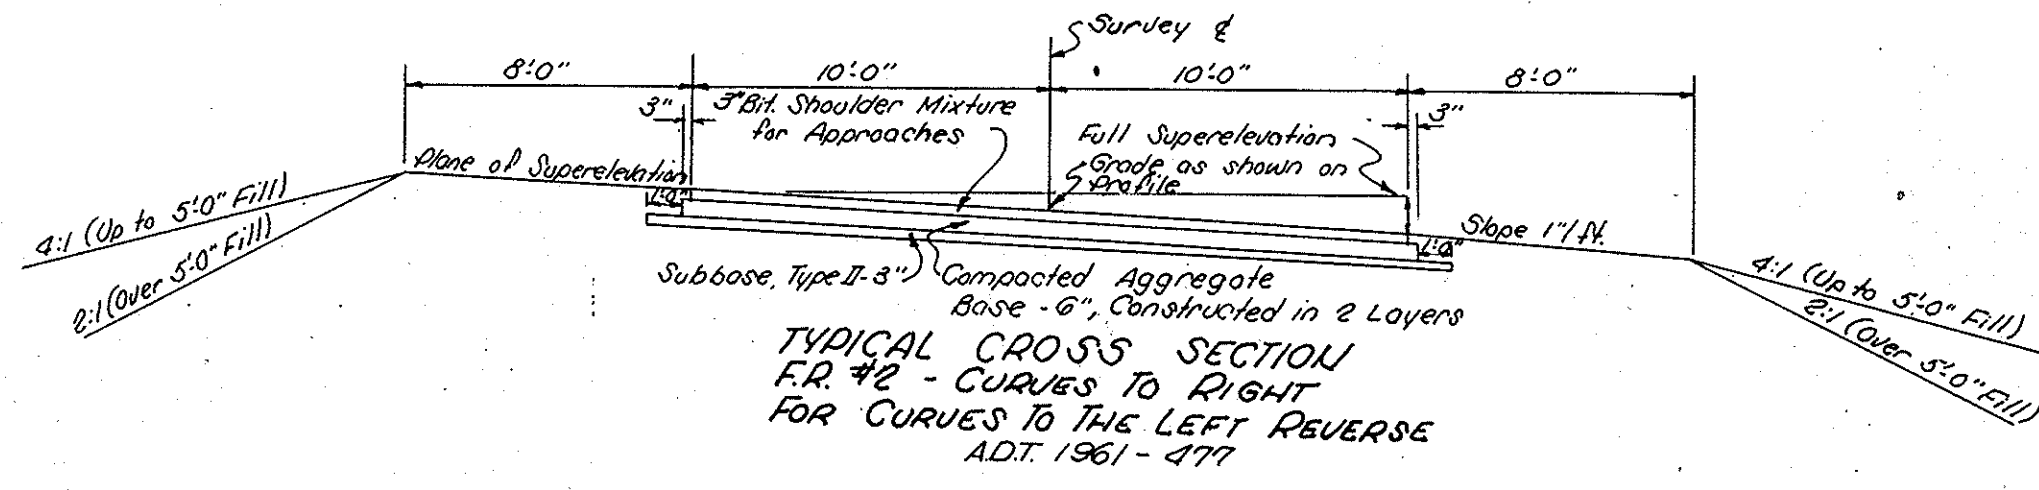 Survey ℄
8'-0"
10'-0"
10'-0"
8'-0"
3"
3" Bit. Shoulder Mixture
for Approaches
Full Superelevation
3"
Grade as shown on
Profile
Plane of Superelevation
1'-0"
4:1 (Up to 5'-0" Fill)
2:1 (Over 5'-0" Fill)
Slope 1"/ft.
1'-0"
4:1 (Up to 5'-0" Fill)
2:1 (Over 5'-0" Fill)
Subbase, Type II-3"
Compacted Aggregate
Base - 6", Constructed in 2 Layers
TYPICAL CROSS SECTION
F.R. #2 - CURVES TO RIGHT
FOR CURVES TO THE LEFT REVERSE
A.D.T. 1961 - 477